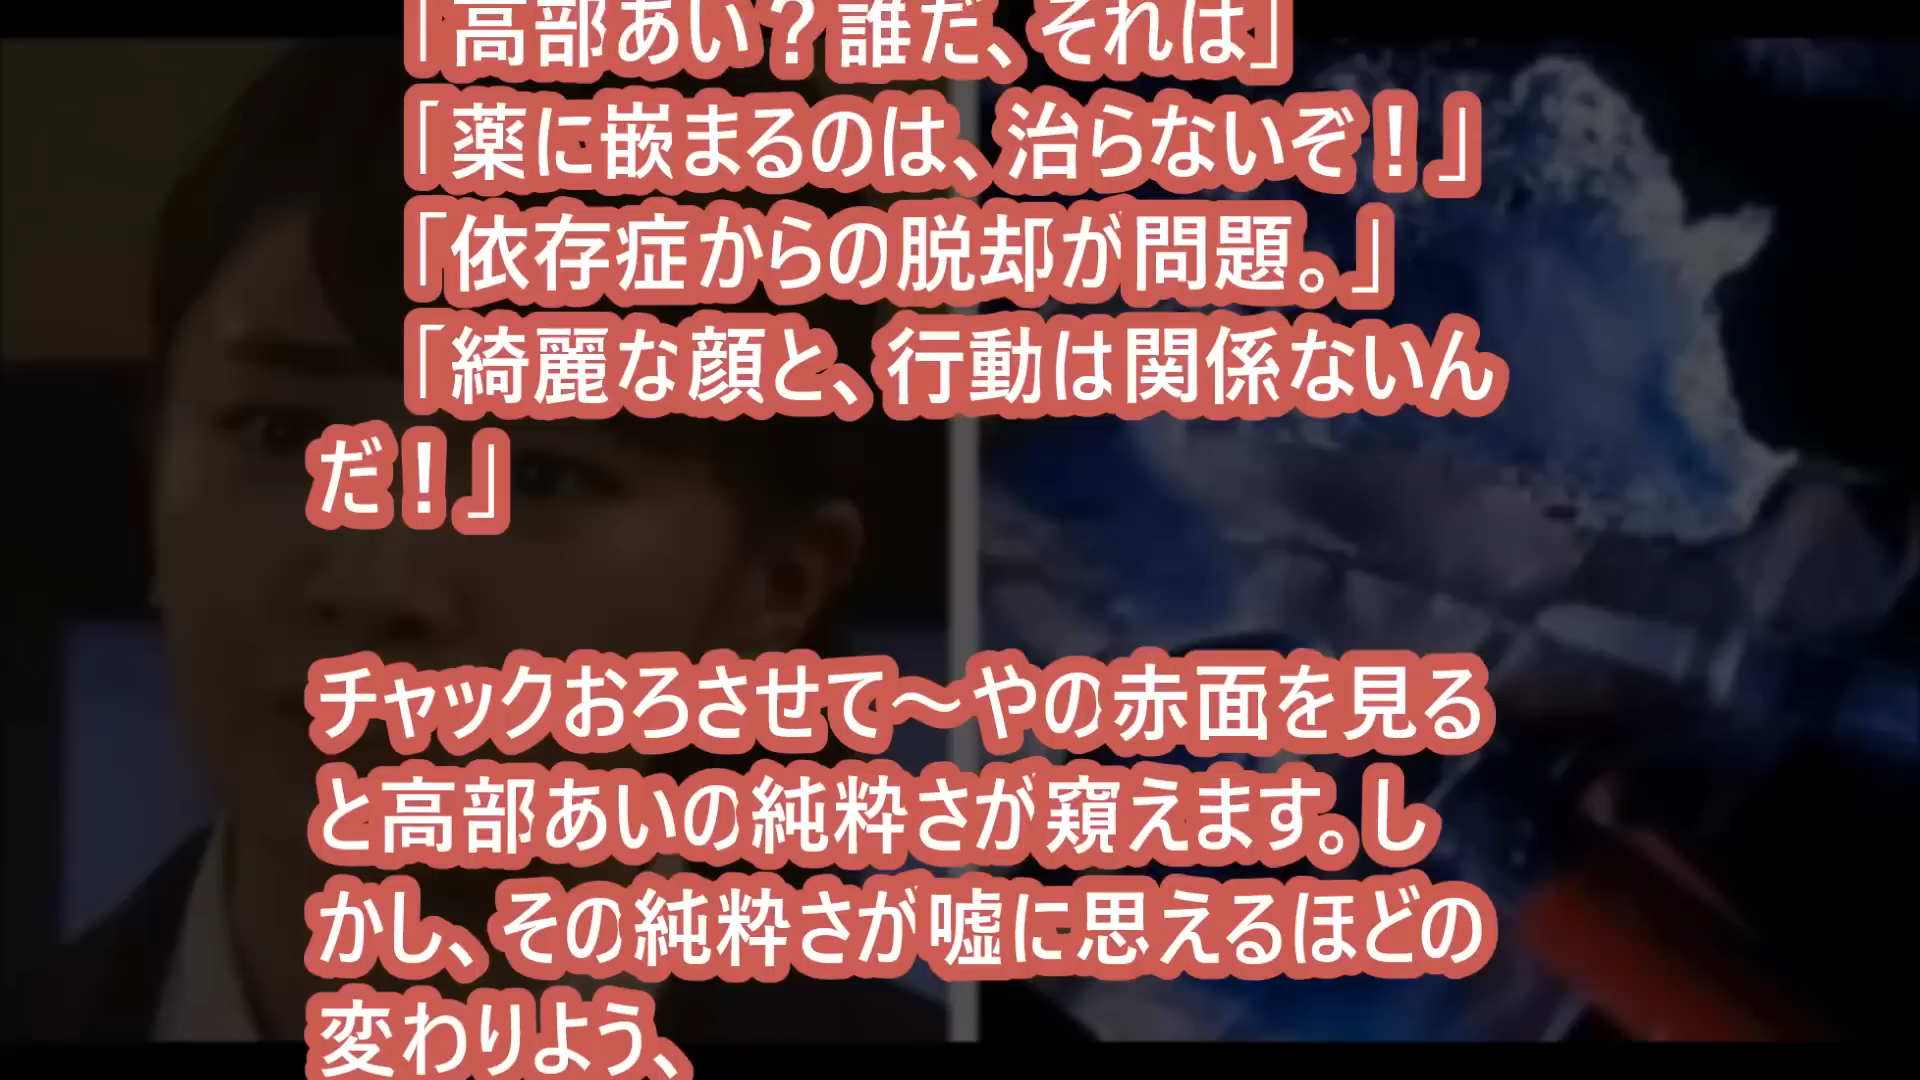 「高部あい？誰だ、それは」
「薬に嵌まるのは、治らないぞ！」
「依存症からの脱却が問題。」
「綺麗な顔と、行動は関係ないん
だ！」
チャックおろさせて～やの赤面を見る
と高部あいの純粋さが窺えます。し
かし、その純粋さが嘘に思えるほどの
変わりよう、